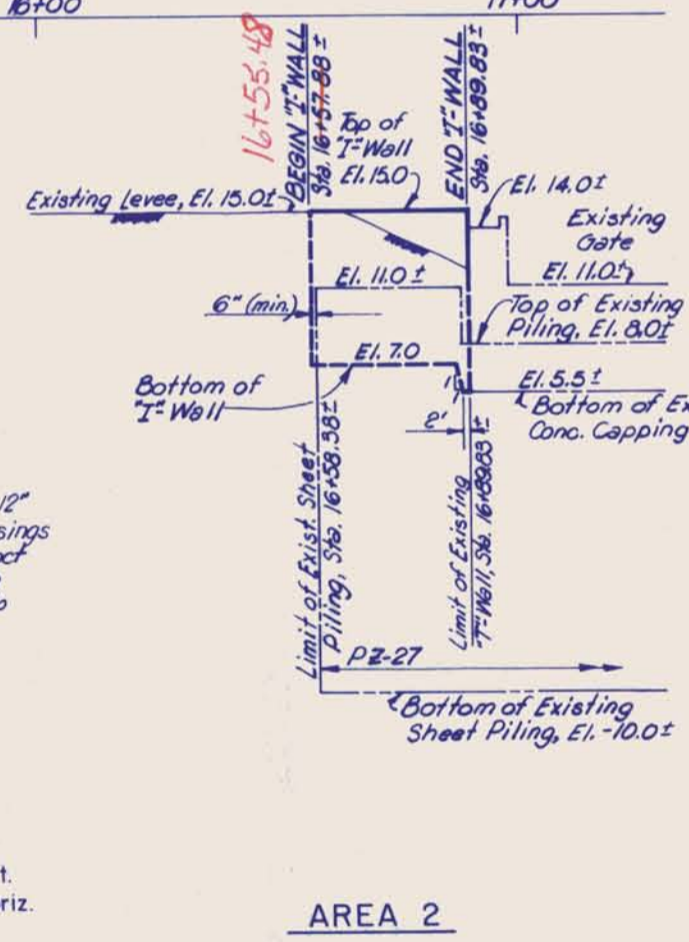 16+00
17+00
16+55.48
BEGIN "I"-WALL
Sta. 16+57.88±
END "I"-WALL
Sta. 16+89.83±
Top of
"I"-Wall
El. 15.0
Existing Levee, El. 15.0±
El. 14.0±
Existing
Gate
El. 11.0±
El. 11.0±
6" (min.)
Top of Existing
Piling, El. 8.0±
El. 7.0
Bottom of
"I"-Wall
1
El. 5.5±
Bottom of Ex
Conc. Capping
2'
12"
sings
Limit of Exist. Sheet
Piling, Sta. 16+58.38±
Limit of Existing
"T"-Wall, Sta. 16+89.83±
PZ-27
Bottom of Existing
Sheet Piling, El. -10.0±
t.
riz.
AREA 2